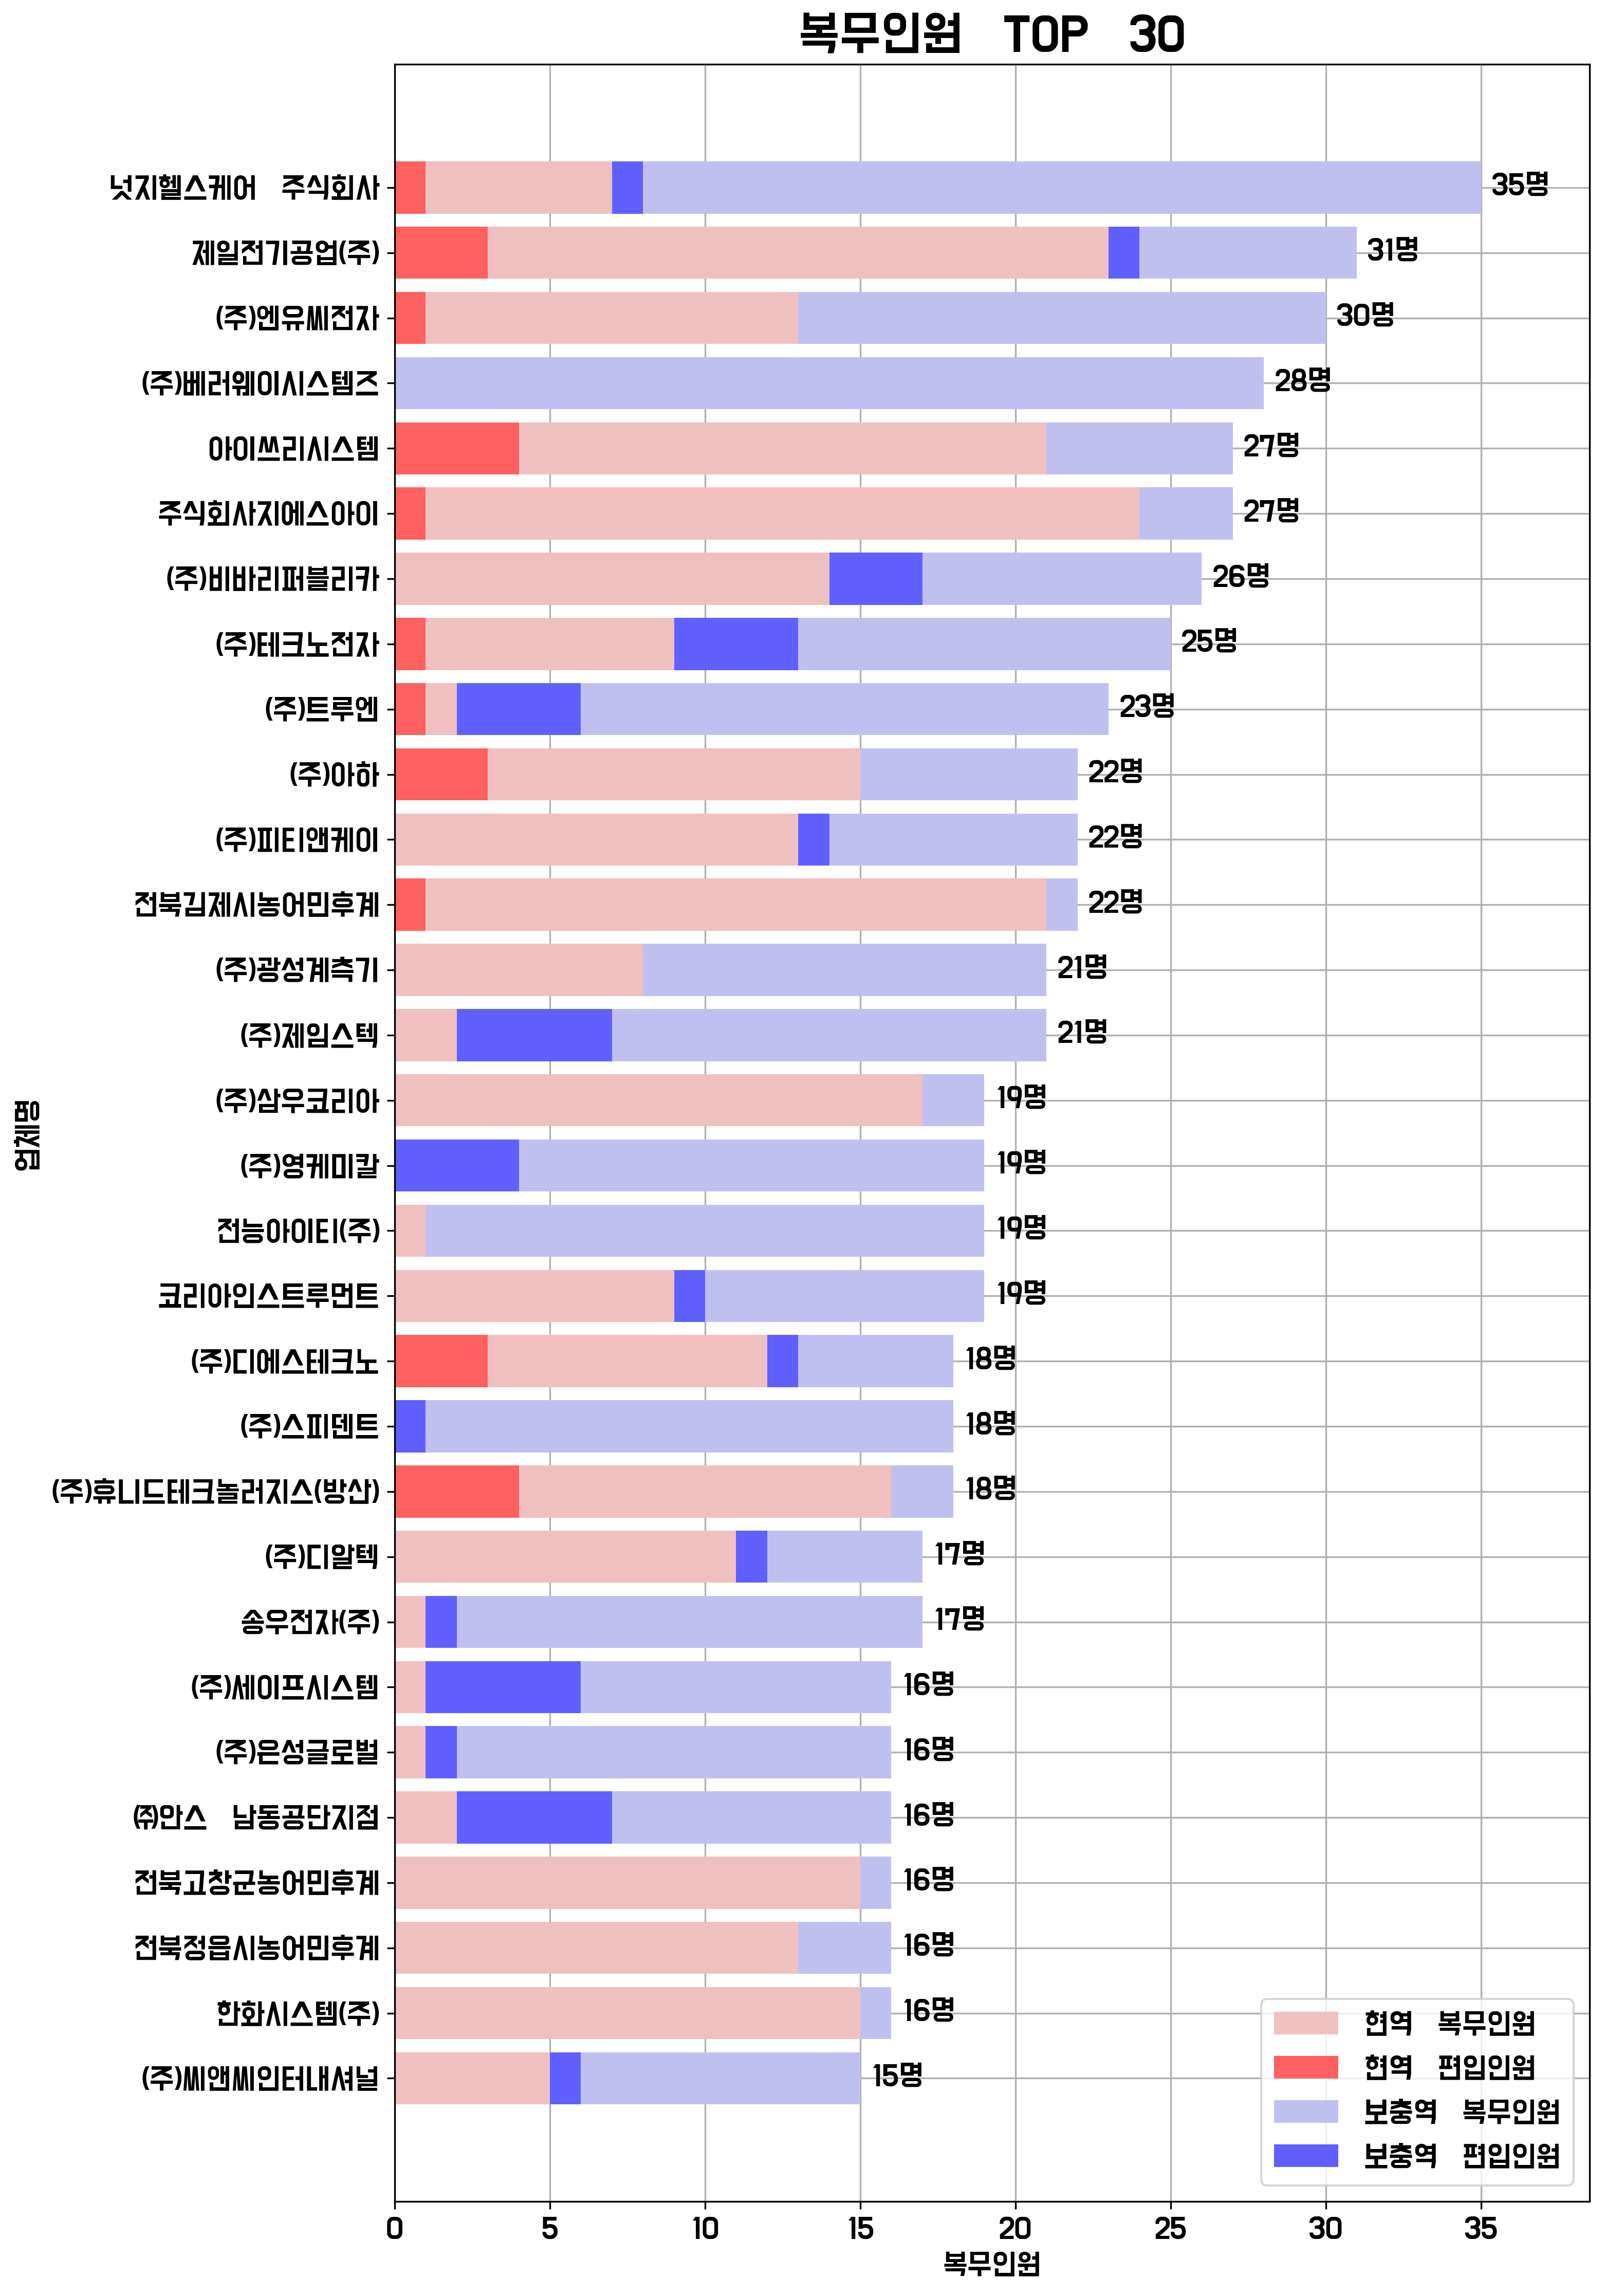 복무인원 TOP 30
넛지헬스케어 주식회사 35명
제일전기공업(주) 31명
(주)엔유씨전자 30명
(주)베러웨이시스템즈 28명
아이쓰리시스템 27명
주식회사지에스아이 27명
(주)비바리퍼블리카 26명
(주)테크노전자 25명
(주)트루엔 23명
(주)아하 22명
(주)피티앤케이 22명
전북김제시농어민후계 22명
(주)광성계측기 21명
(주)제임스텍 21명
(주)삼우코리아 19명
(주)영케미칼 19명
전능아이티(주) 19명
코리아인스트루먼트 19명
(주)디에스테크노 18명
(주)스피덴트 18명
(주)휴니드테크놀러지스(방산) 18명
(주)디알텍 17명
송우전자(주) 17명
(주)세이프시스템 16명
(주)은성글로벌 16명
㈜안스 남동공단지점 16명
전북고창군농어민후계 16명
전북정읍시농어민후계 16명
한화시스템(주) 16명
(주)씨앤씨인터내셔널 15명
업체명
현역 복무인원
현역 편입인원
보충역 복무인원
보충역 편입인원
0 5 10 15 20 25 30 35
복무인원